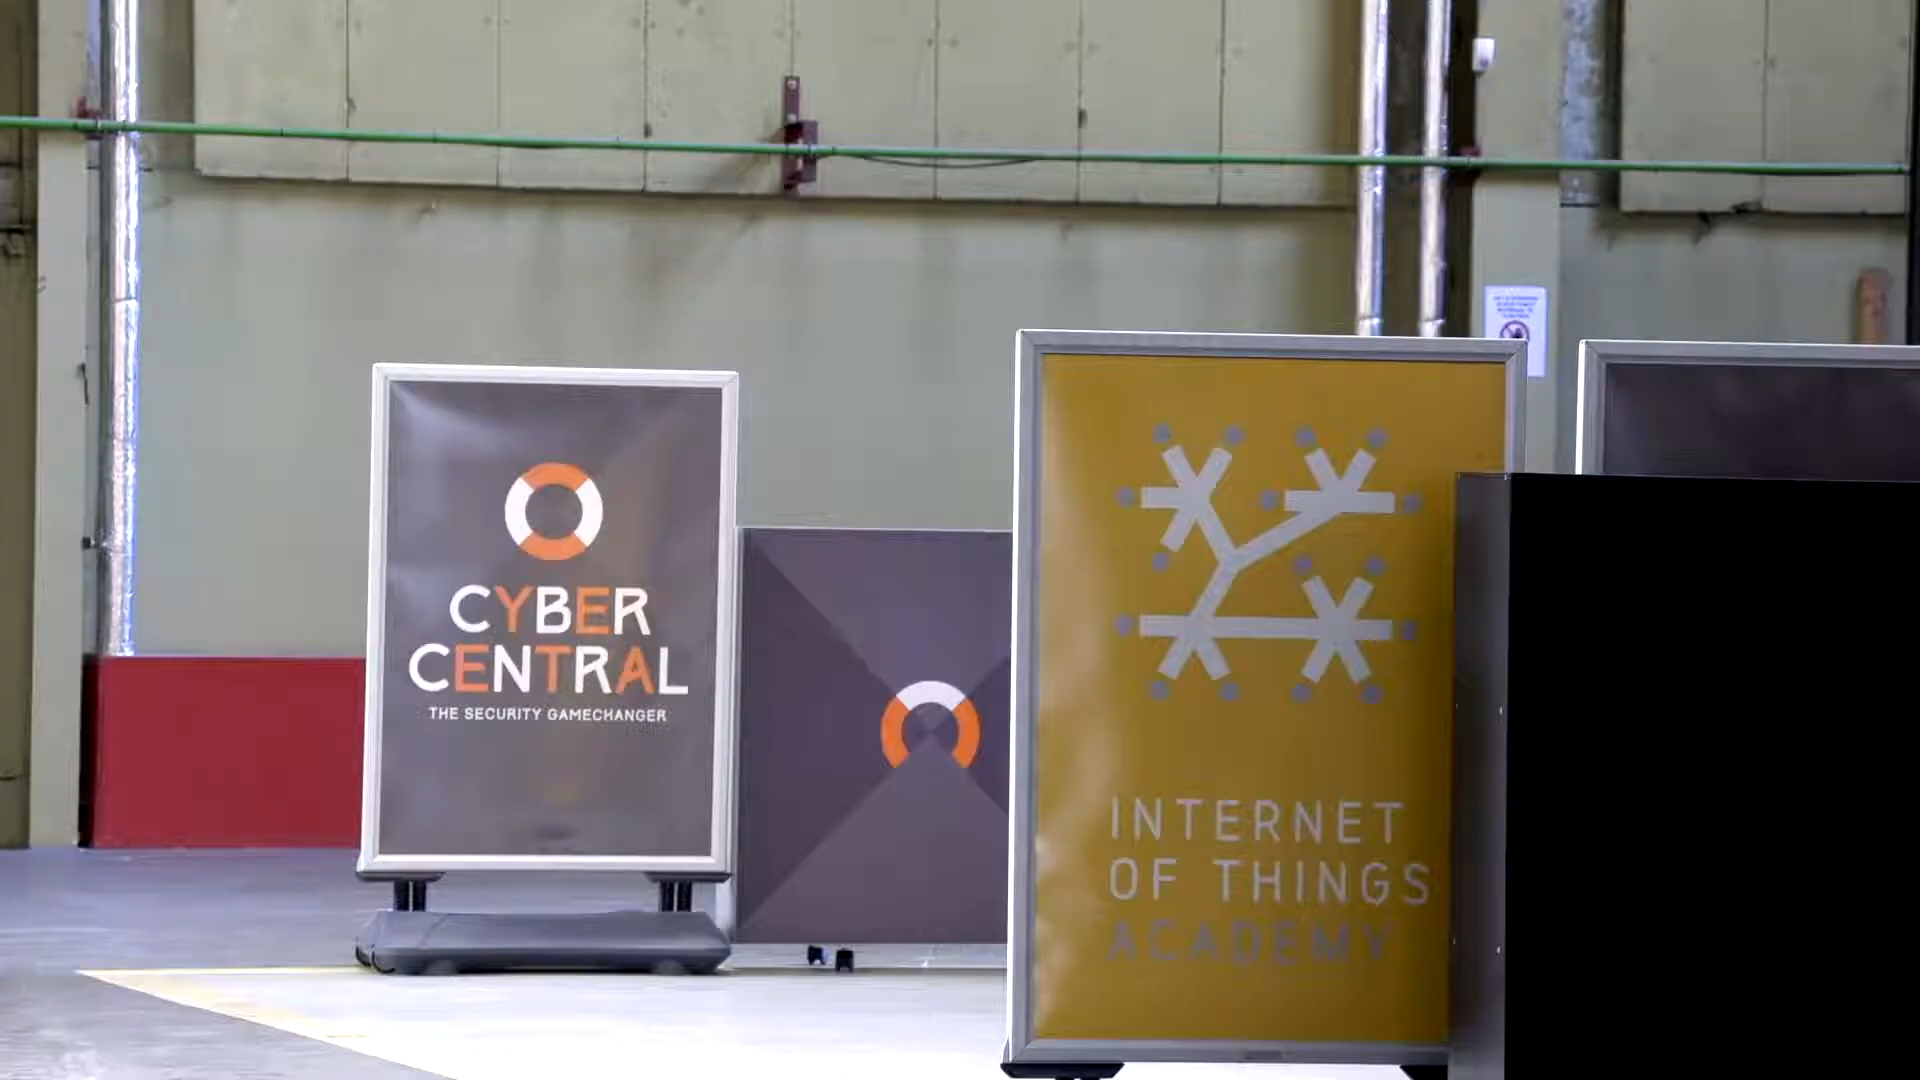 CYBER
CENTRAL
THE SECURITY GAMECHANGER
INTERNET
OF THINGS
ACADEMY